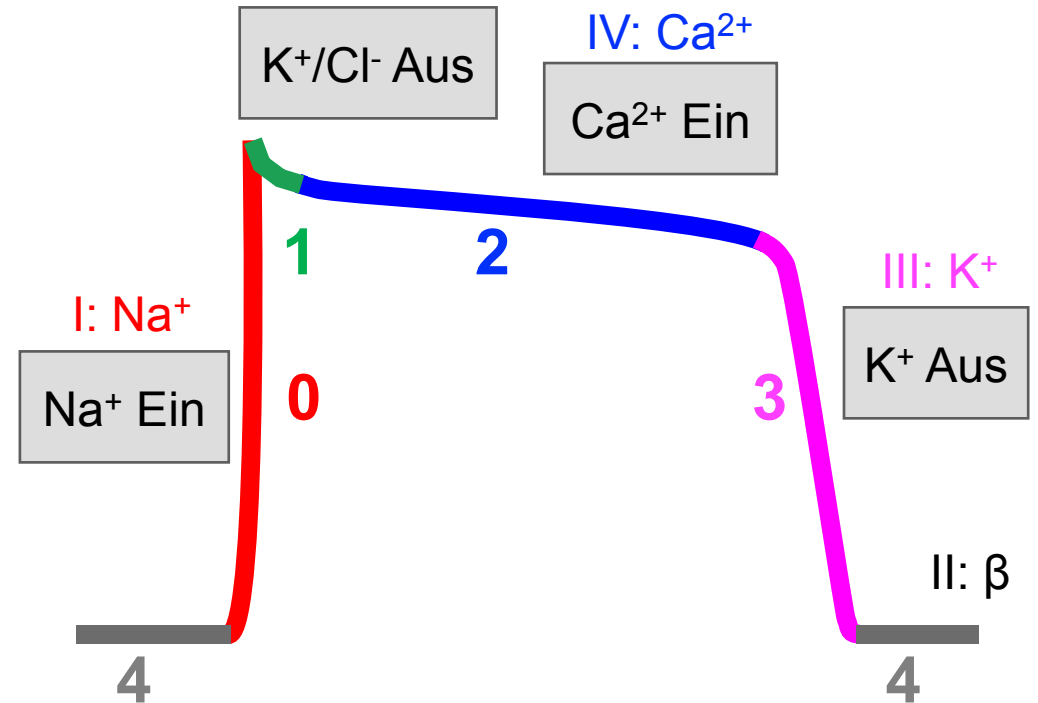 K⁺/Cl⁻ Aus
IV: Ca²⁺
Ca²⁺ Ein
1
2
III: K⁺
I: Na⁺
K⁺ Aus
Na⁺ Ein
0
3
II: β
4
4